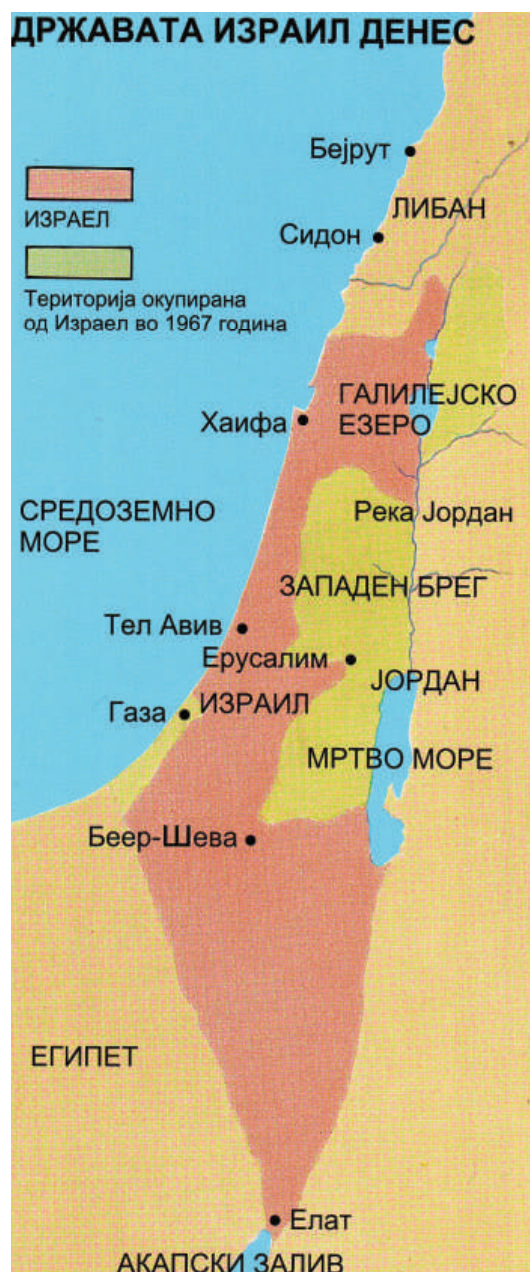 ДРЖАВАТА ИЗРАИЛ ДЕНЕС
Бејрут
ЛИБАН
ИЗРАЕЛ
Сидон
Територија окупирана
од Израел во 1967 година
ГАЛИЛЕЈСКО
ЕЗЕРО
Хаифа
СРЕДОЗЕМНО
МОРЕ
Река Јордан
ЗАПАДЕН БРЕГ
Тел Авив
Ерусалим
ЈОРДАН
Газа
ИЗРАИЛ
МРТВО МОРЕ
Беер-Шева
ЕГИПЕТ
Елат
АКАПСКИ ЗАЛИВ